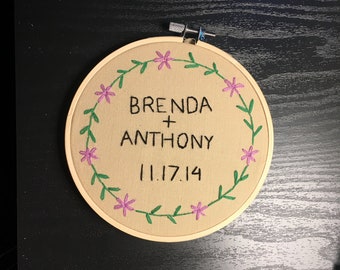 BRENDA
+
ANTHONY
11.17.14